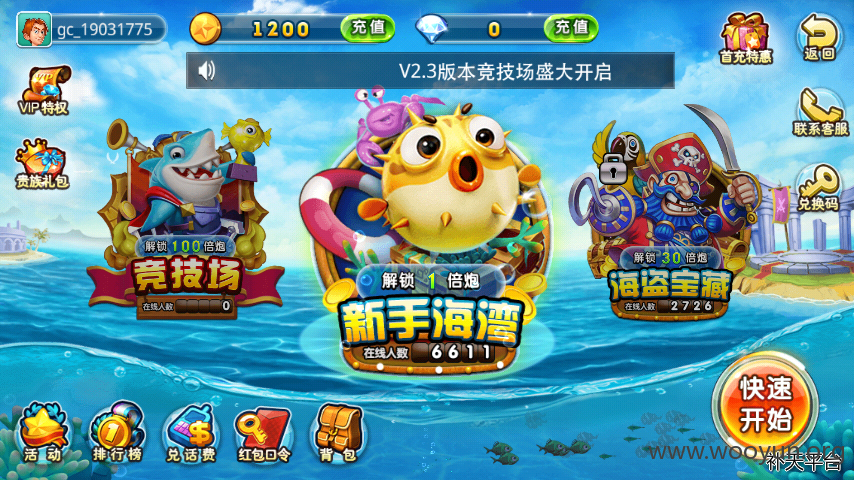 gc_19031775
1200
充值
0
充值
首充特惠
返回
V2.3版本竞技场盛大开启
VIP
VIP特权
联系客服
贵族礼包
兑换码
解锁100倍炮
竞技场
在线人数 0
解锁 1 倍炮
新手海湾
在线人数 6611
解锁 30 倍炮
海盗宝藏
在线人数 2726
快速
开始
活动
排行榜
兑话费
红包口令
背包
www.wooyun.org
补天平台